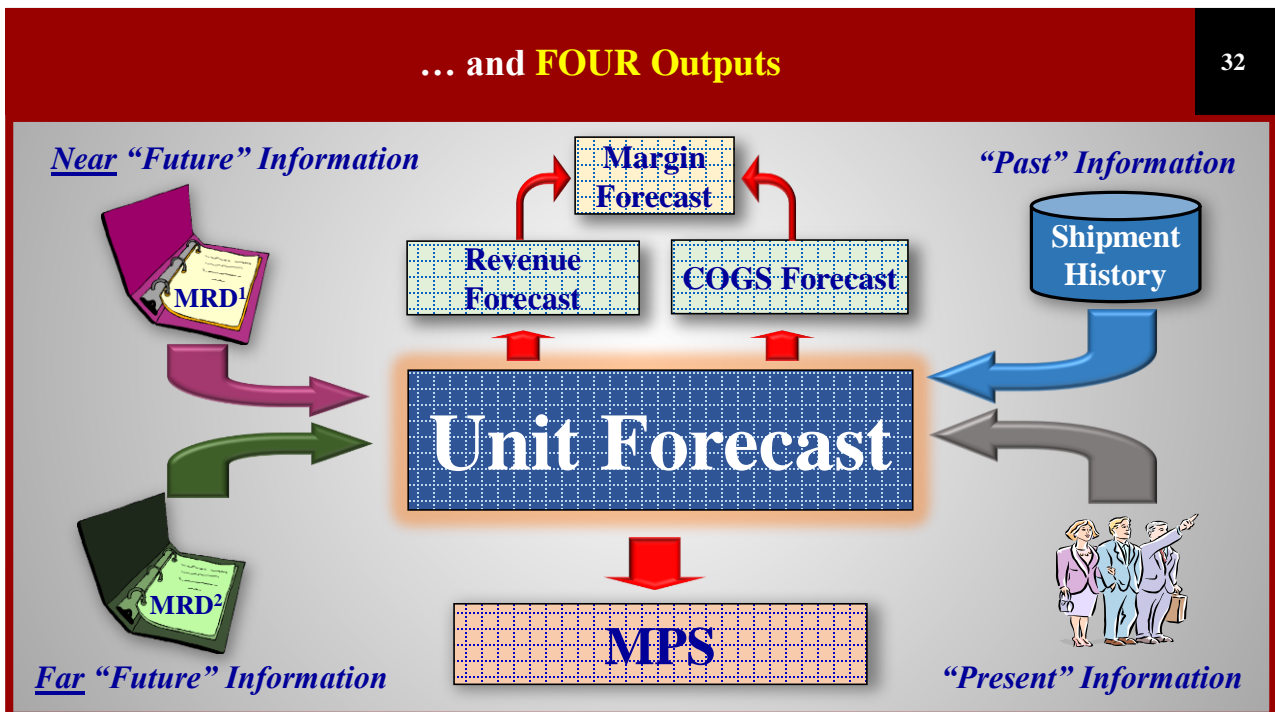 … and FOUR Outputs
32
Near “Future” Information
“Past” Information
Margin
Forecast
Revenue
Forecast
COGS Forecast
Shipment
History
MRD¹
Unit Forecast
MRD²
MPS
Far “Future” Information
“Present” Information